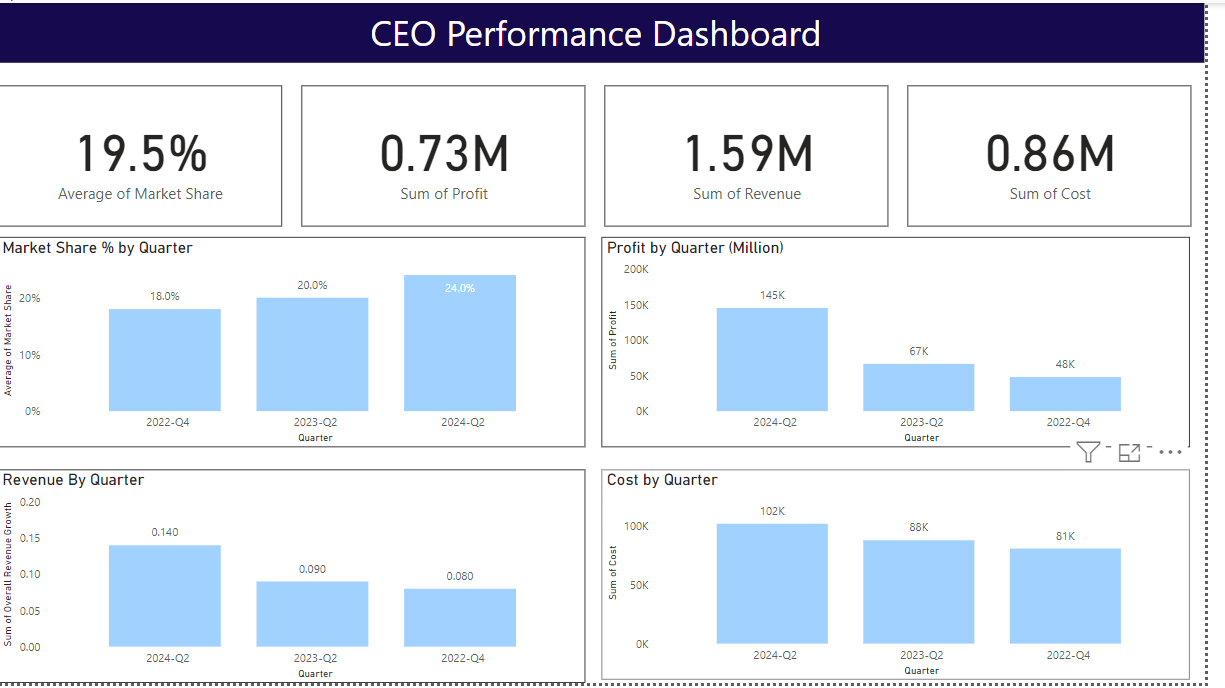 CEO Performance Dashboard
19.5%
Average of Market Share
0.73M
Sum of Profit
1.59M
Sum of Revenue
0.86M
Sum of Cost
Market Share % by Quarter
Average of Market Share
20%
10%
0%
18.0%
20.0%
24.0%
2022-Q4
2023-Q2
2024-Q2
Quarter
Profit by Quarter (Million)
Sum of Profit
200K
150K
100K
50K
0K
145K
67K
48K
2024-Q2
2023-Q2
2022-Q4
Quarter
Revenue By Quarter
Sum of Overall Revenue Growth
0.20
0.15
0.10
0.05
0.00
0.140
0.090
0.080
2024-Q2
2023-Q2
2022-Q4
Quarter
Cost by Quarter
Sum of Cost
100K
50K
0K
102K
88K
81K
2024-Q2
2023-Q2
2022-Q4
Quarter